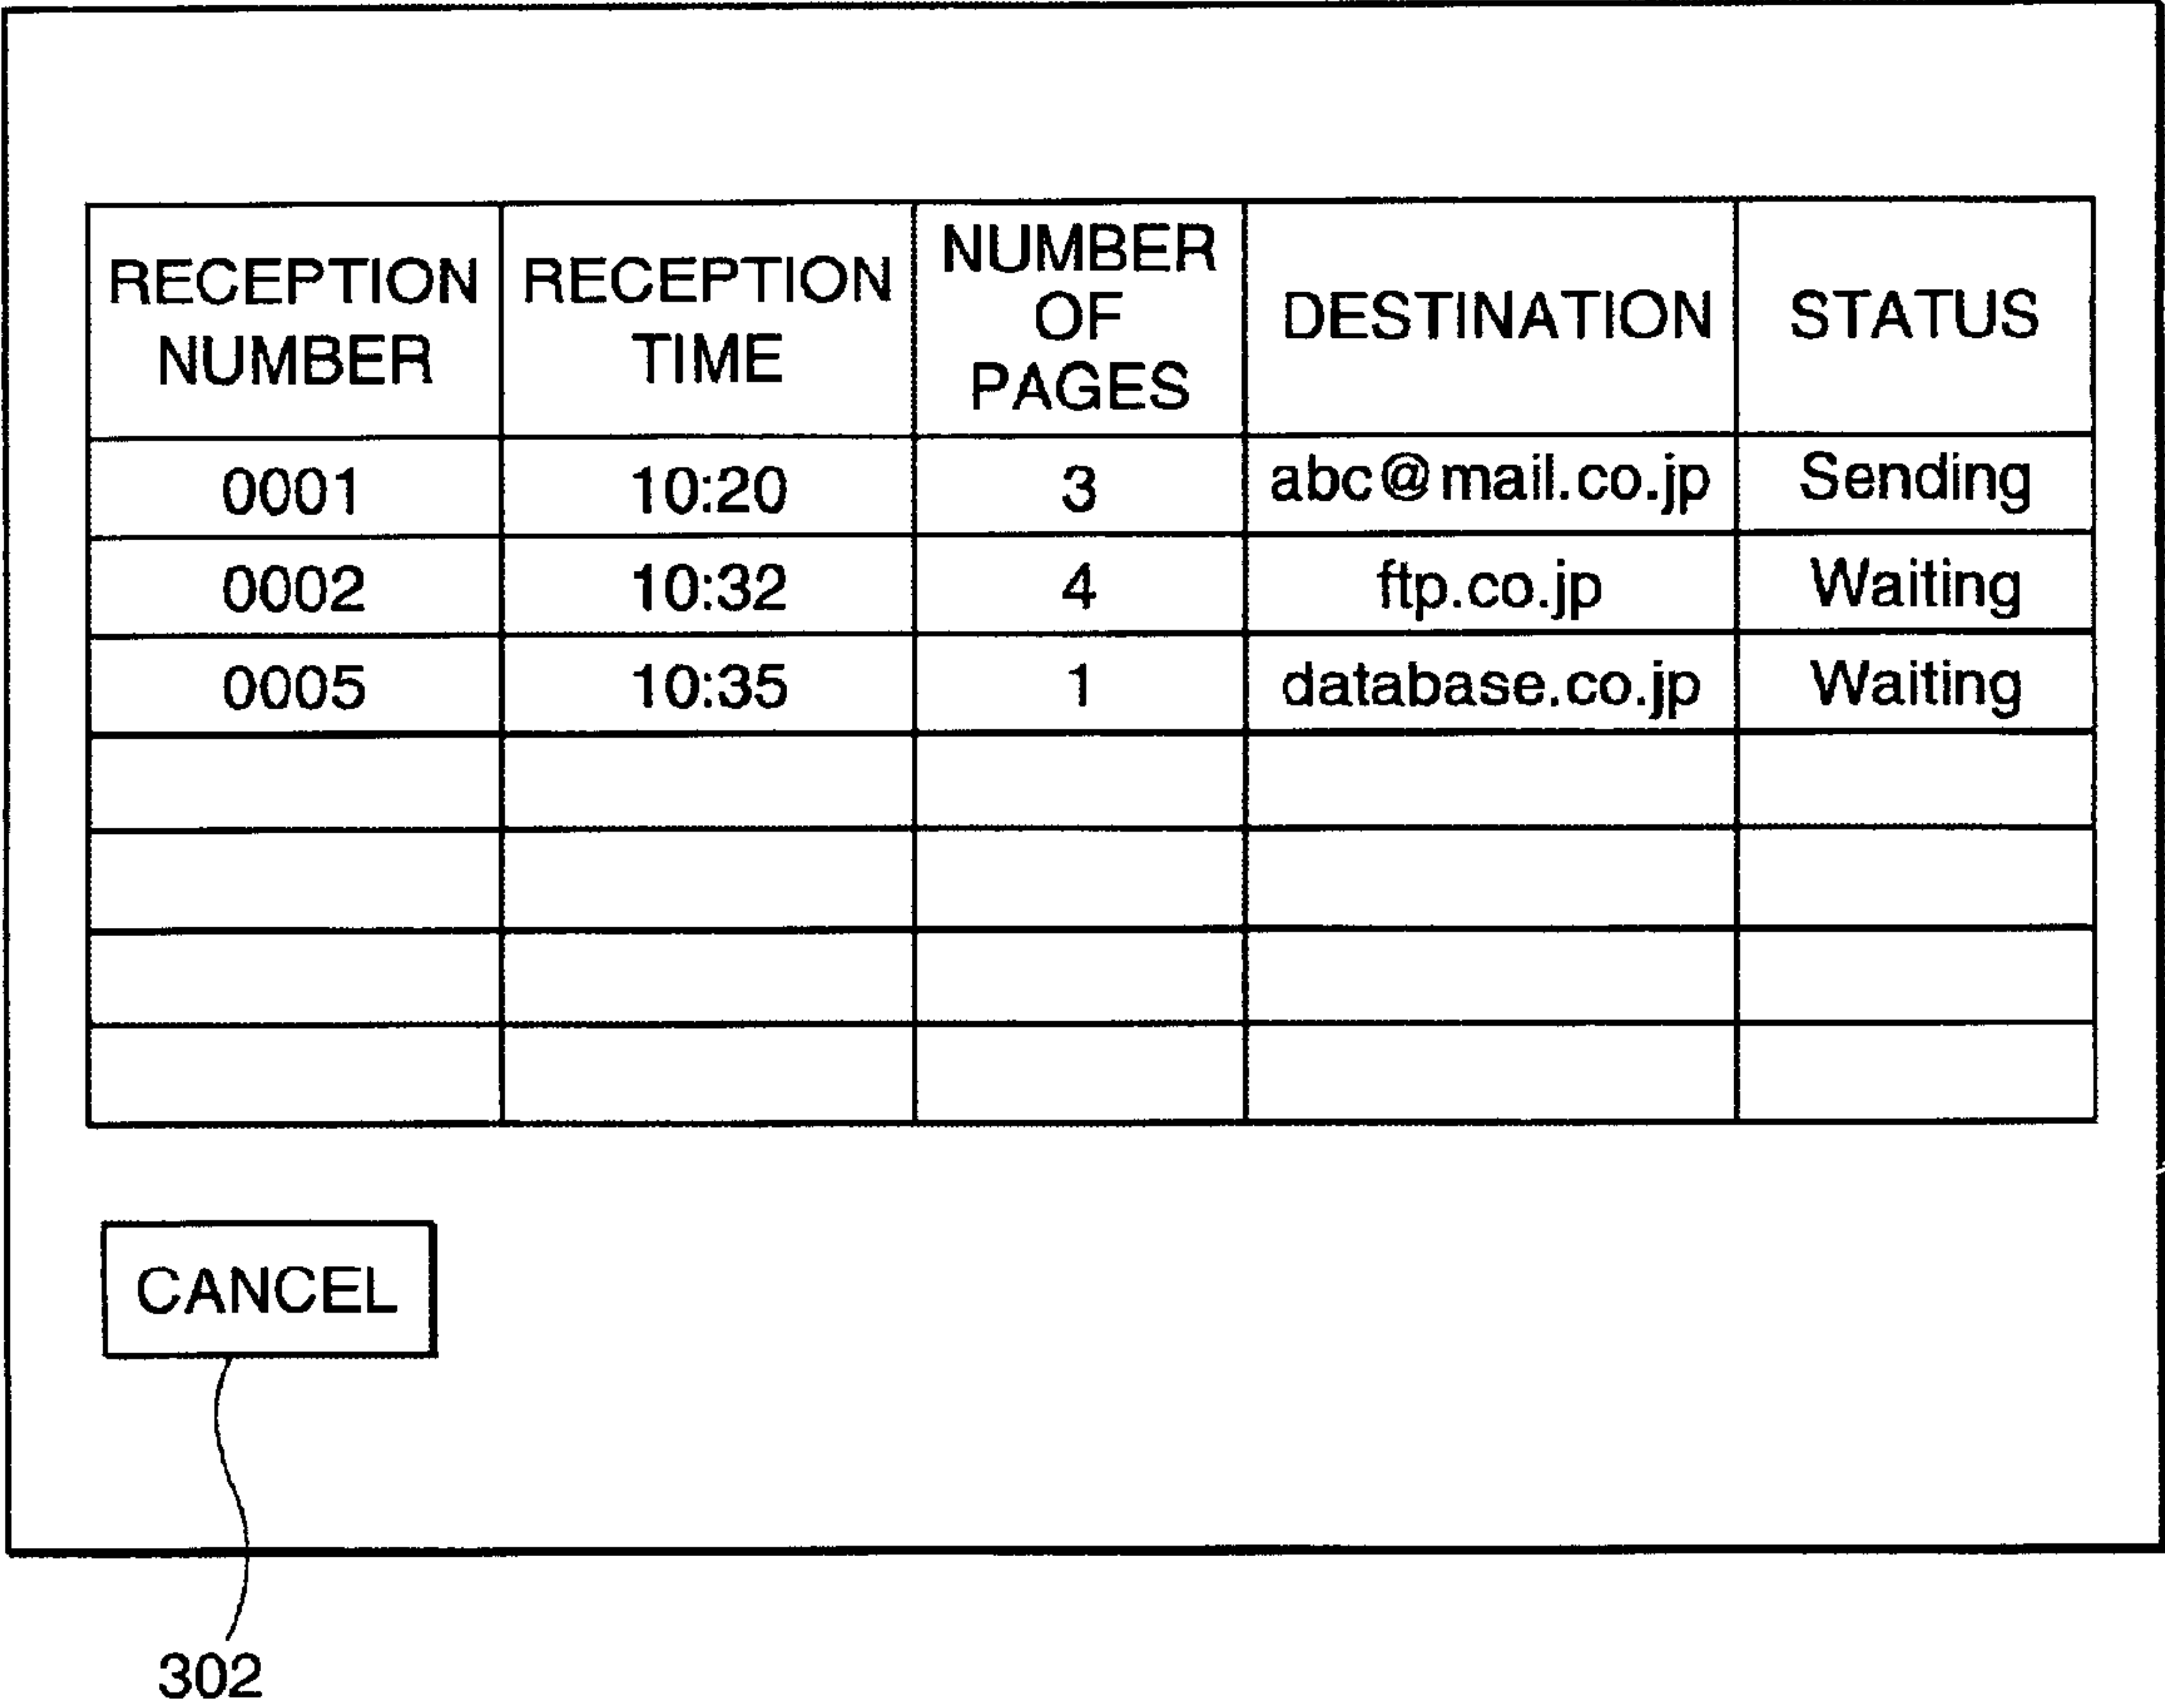 RECEPTION NUMBER RECEPTION TIME NUMBER OF PAGES DESTINATION STATUS
0001 10:20 3 abc@mail.co.jp Sending
0002 10:32 4 ftp.co.jp Waiting
0005 10:35 1 database.co.jp Waiting
CANCEL
302